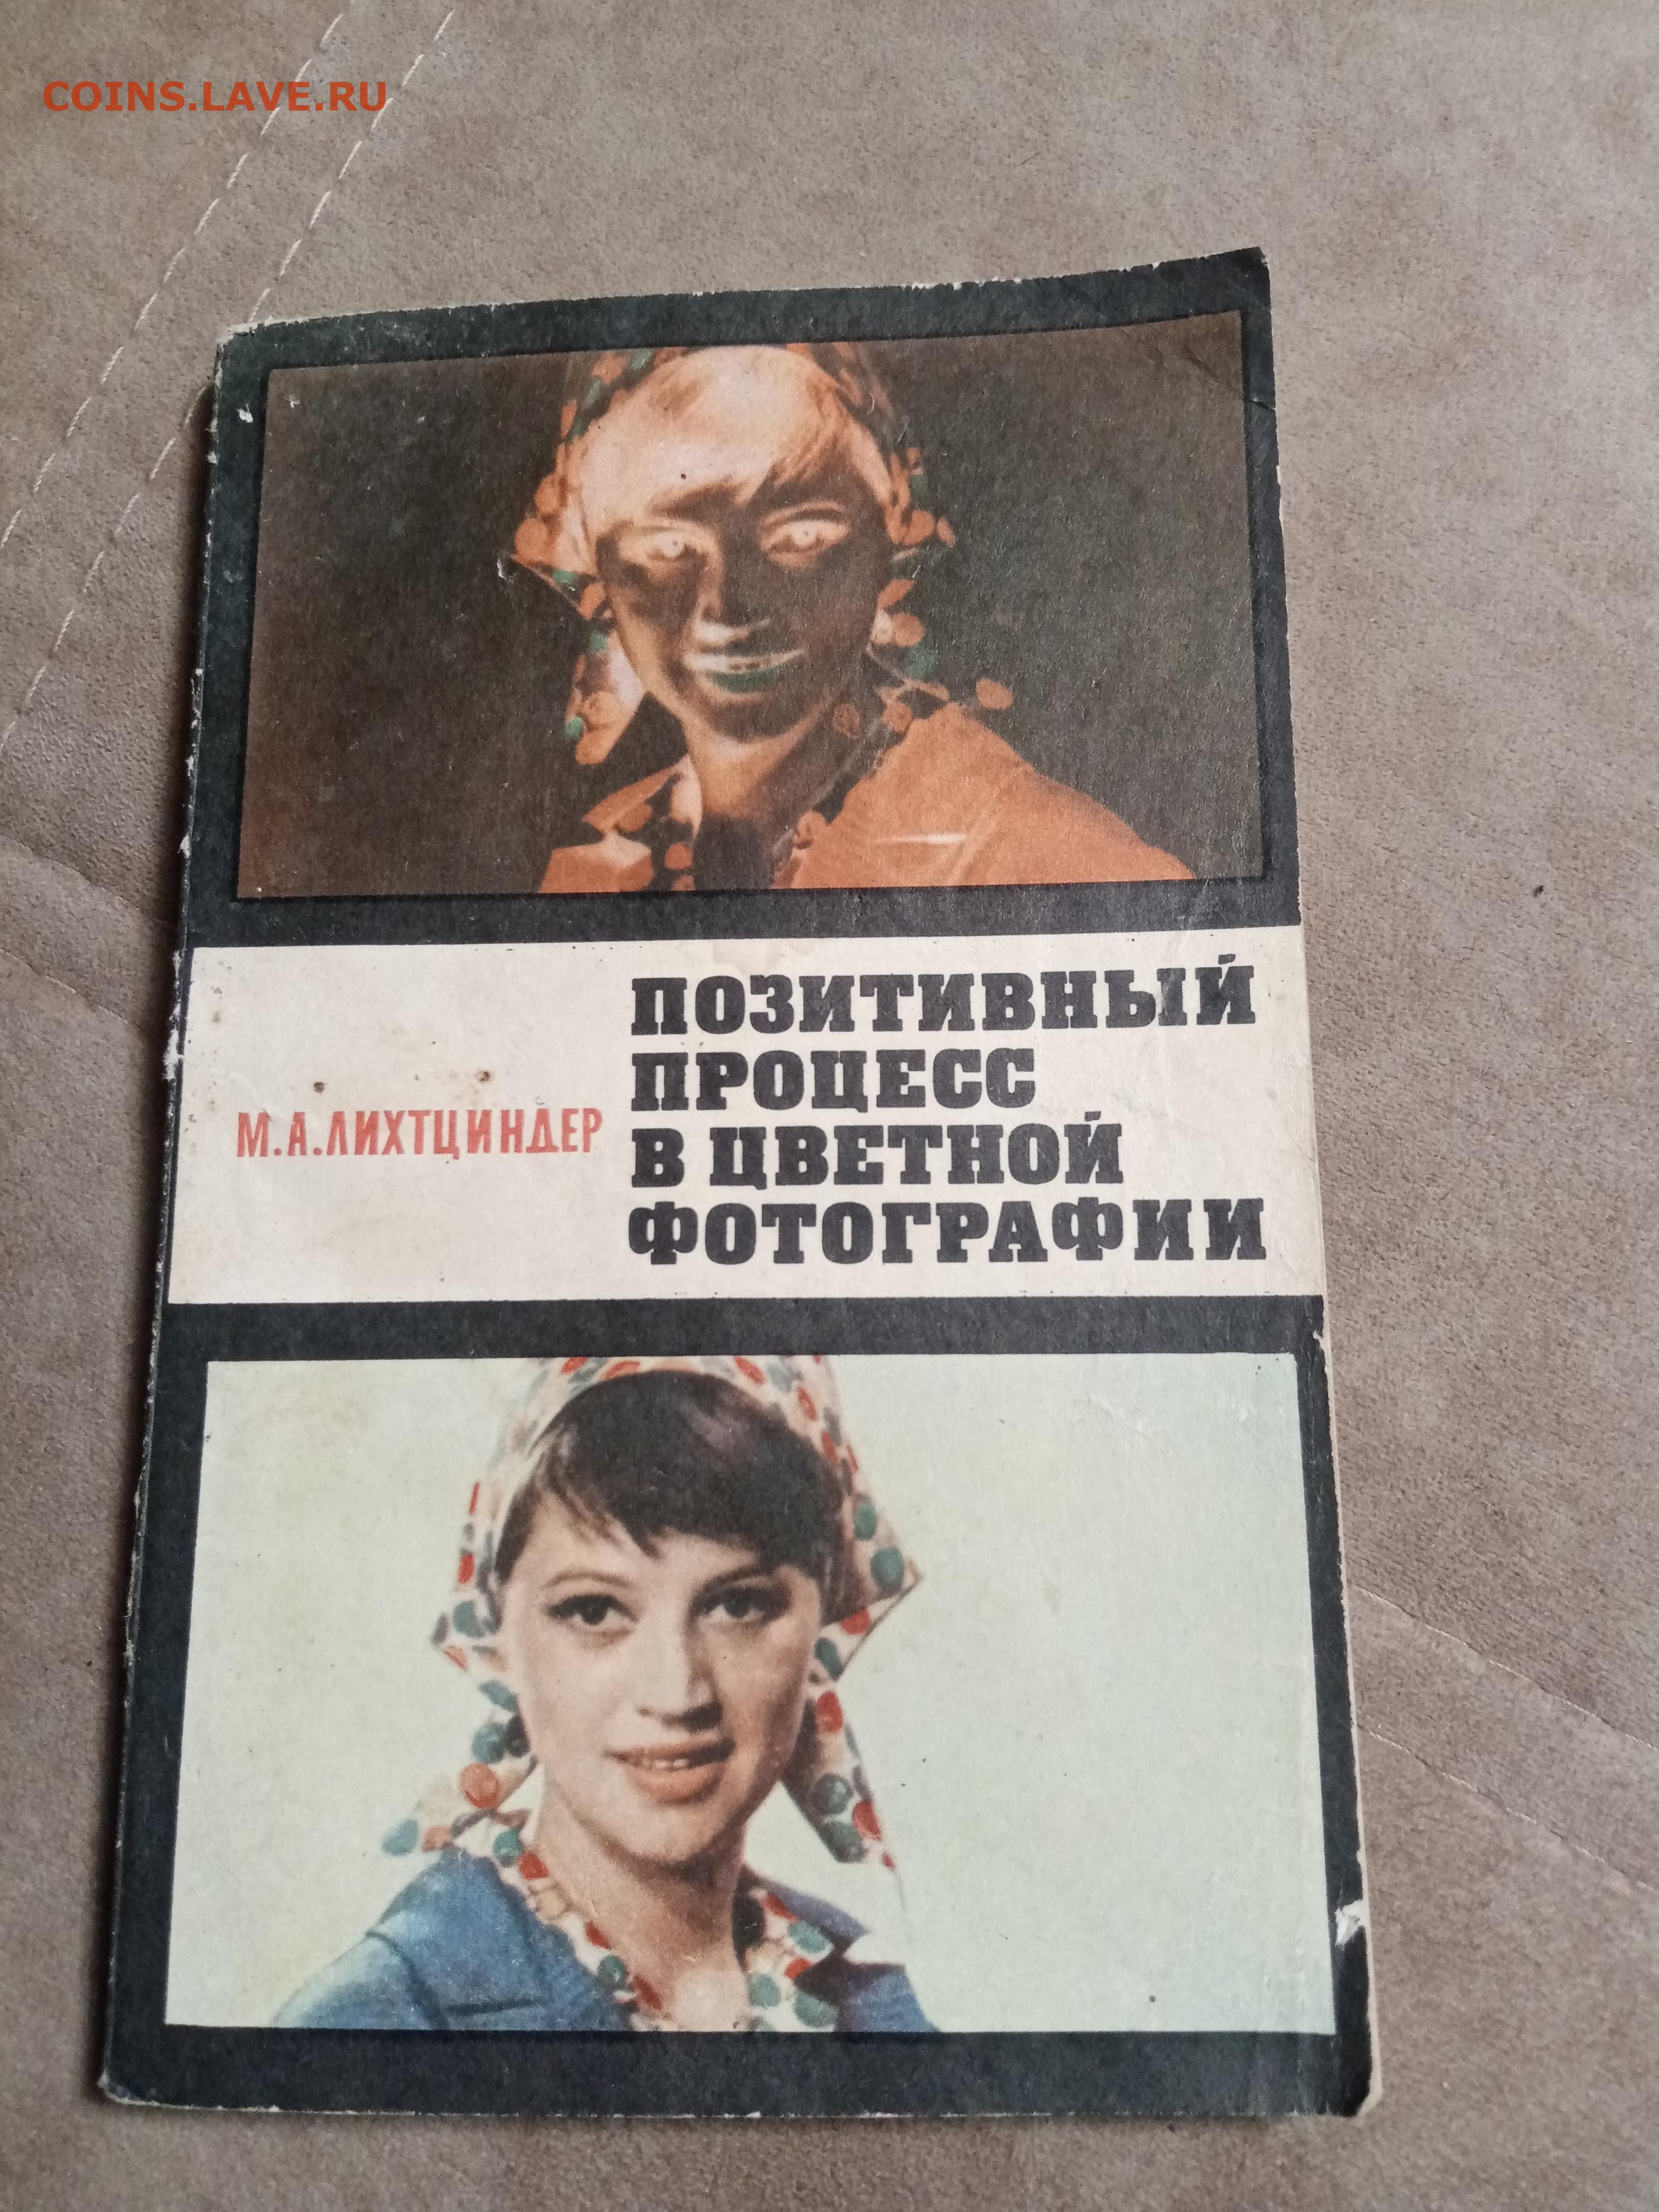 COINS.LAVE.RU
М.А.ЛИХТЦИНДЕР
ПОЗИТИВНЫЙ
ПРОЦЕСС
В ЦВЕТНОЙ
ФОТОГРАФИИ